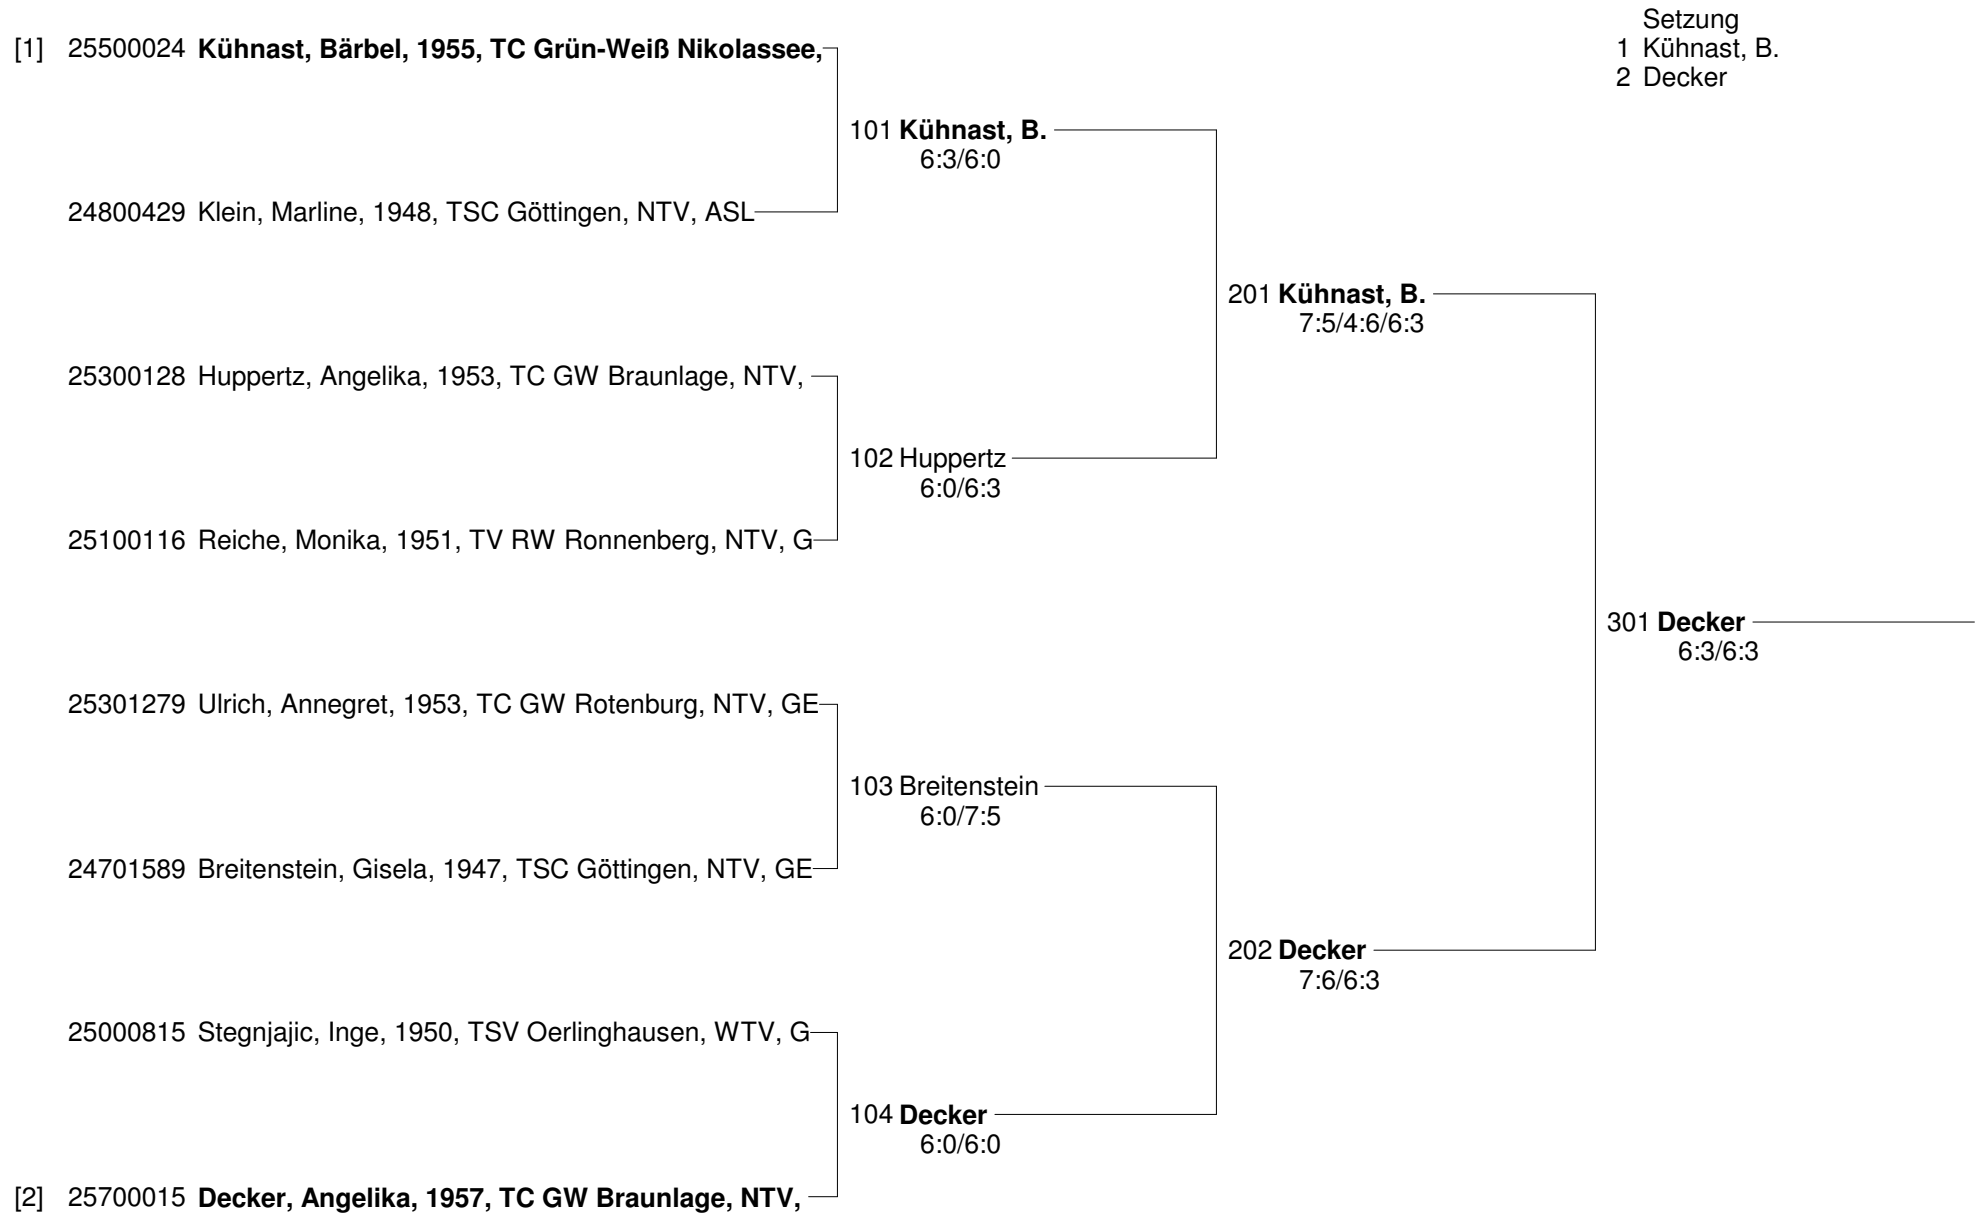 Setzung
1 Kühnast, B.
2 Decker
[1] 25500024 Kühnast, Bärbel, 1955, TC Grün-Weiß Nikolassee,
101 Kühnast, B.
6:3/6:0
24800429 Klein, Marline, 1948, TSC Göttingen, NTV, ASL
201 Kühnast, B.
7:5/4:6/6:3
25300128 Huppertz, Angelika, 1953, TC GW Braunlage, NTV,
102 Huppertz
6:0/6:3
25100116 Reiche, Monika, 1951, TV RW Ronnenberg, NTV, G
301 Decker
6:3/6:3
25301279 Ulrich, Annegret, 1953, TC GW Rotenburg, NTV, GE
103 Breitenstein
6:0/7:5
24701589 Breitenstein, Gisela, 1947, TSC Göttingen, NTV, GE
202 Decker
7:6/6:3
25000815 Stegnjajic, Inge, 1950, TSV Oerlinghausen, WTV, G
104 Decker
6:0/6:0
[2] 25700015 Decker, Angelika, 1957, TC GW Braunlage, NTV,